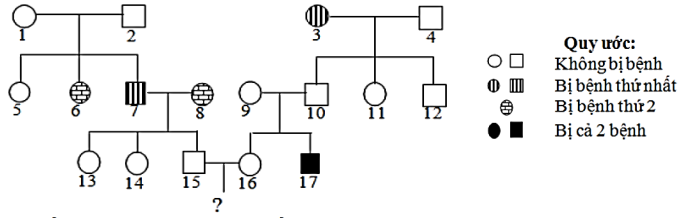 1 2 3 4
Quy ước:
Không bị bệnh
Bị bệnh thứ nhất
Bị bệnh thứ 2
Bị cả 2 bệnh
5 6 7 8 9 10 11 12
13 14 15 16 17
?